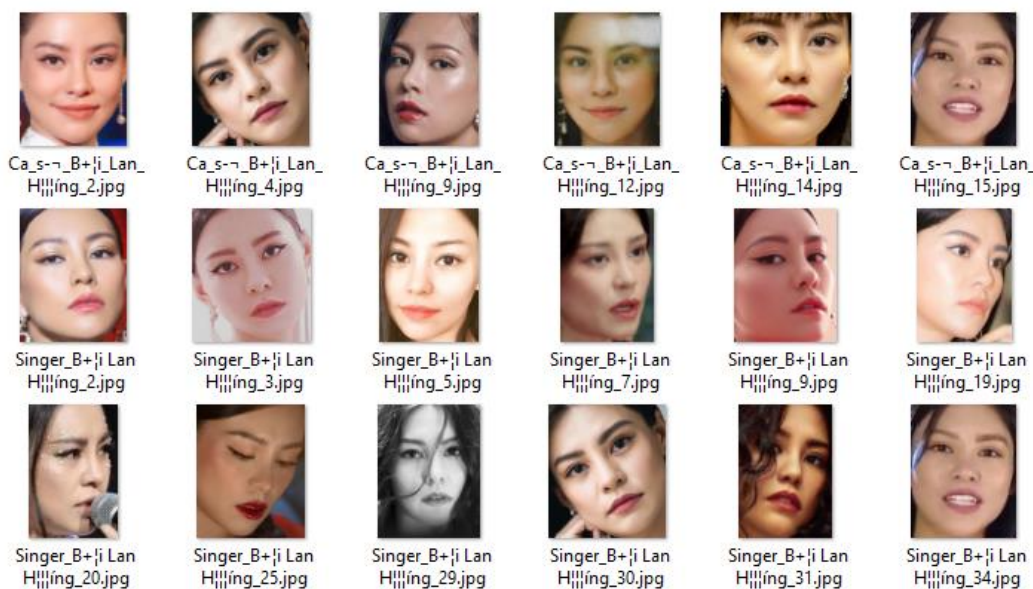 Ca_s-¬_B+¦i_Lan_
H¦¦¦íng_2.jpg
Ca_s-¬_B+¦i_Lan_
H¦¦¦íng_4.jpg
Ca_s-¬_B+¦i_Lan_
H¦¦¦íng_9.jpg
Ca_s-¬_B+¦i_Lan_
H¦¦¦íng_12.jpg
Ca_s-¬_B+¦i_Lan_
H¦¦¦íng_14.jpg
Ca_s-¬_B+¦i_Lan_
H¦¦¦íng_15.jpg
Singer_B+¦i Lan
H¦¦¦íng_2.jpg
Singer_B+¦i Lan
H¦¦¦íng_3.jpg
Singer_B+¦i Lan
H¦¦¦íng_5.jpg
Singer_B+¦i Lan
H¦¦¦íng_7.jpg
Singer_B+¦i Lan
H¦¦¦íng_9.jpg
Singer_B+¦i Lan
H¦¦¦íng_19.jpg
Singer_B+¦i Lan
H¦¦¦íng_20.jpg
Singer_B+¦i Lan
H¦¦¦íng_25.jpg
Singer_B+¦i Lan
H¦¦¦íng_29.jpg
Singer_B+¦i Lan
H¦¦¦íng_30.jpg
Singer_B+¦i Lan
H¦¦¦íng_31.jpg
Singer_B+¦i Lan
H¦¦¦íng_34.jpg